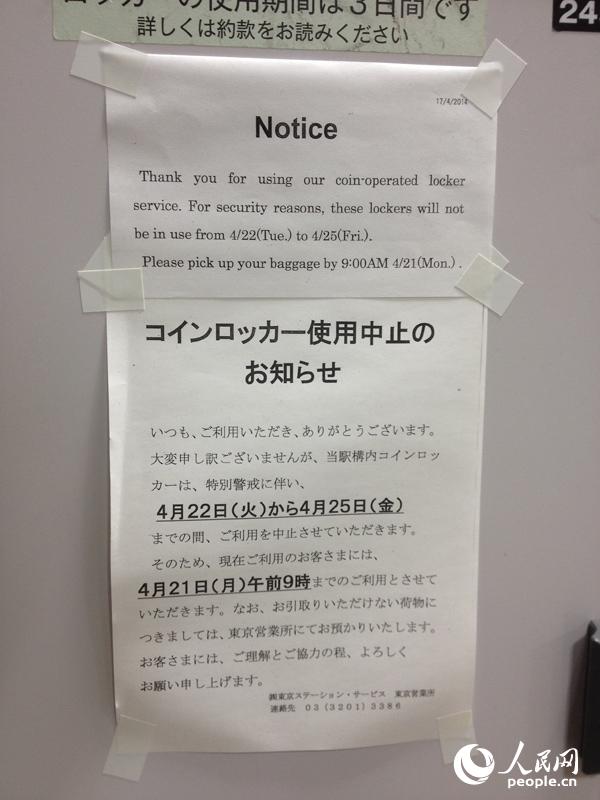 ロッカーの使用期間は3日間です
詳しくは約款をお読みください
24
17/4/2014
Notice
Thank you for using our coin-operated locker
service. For security reasons, these lockers will not
be in use from 4/22(Tue.) to 4/25(Fri.).
Please pick up your baggage by 9:00AM 4/21(Mon.) .
コインロッカー使用中止の
お知らせ
いつも、ご利用いただき、ありがとうございます。
大変申し訳ございませんが、当駅構内コインロッ
カーは、特別警戒に伴い、
4月22日(火)から4月25日(金)
までの間、ご利用を中止させていただきます。
そのため、現在ご利用のお客さまには、
4月21日(月)午前9時までのご利用とさせて
いただきます。なお、お引取りいただけない荷物に
つきましては、東京営業所にてお預かりいたします。
お客さまには、ご理解とご協力の程、よろしく
お願い申し上げます。
㈱東京ステーション・サービス 東京営業所
連絡先 03(3201)3386
人民网
people.cn